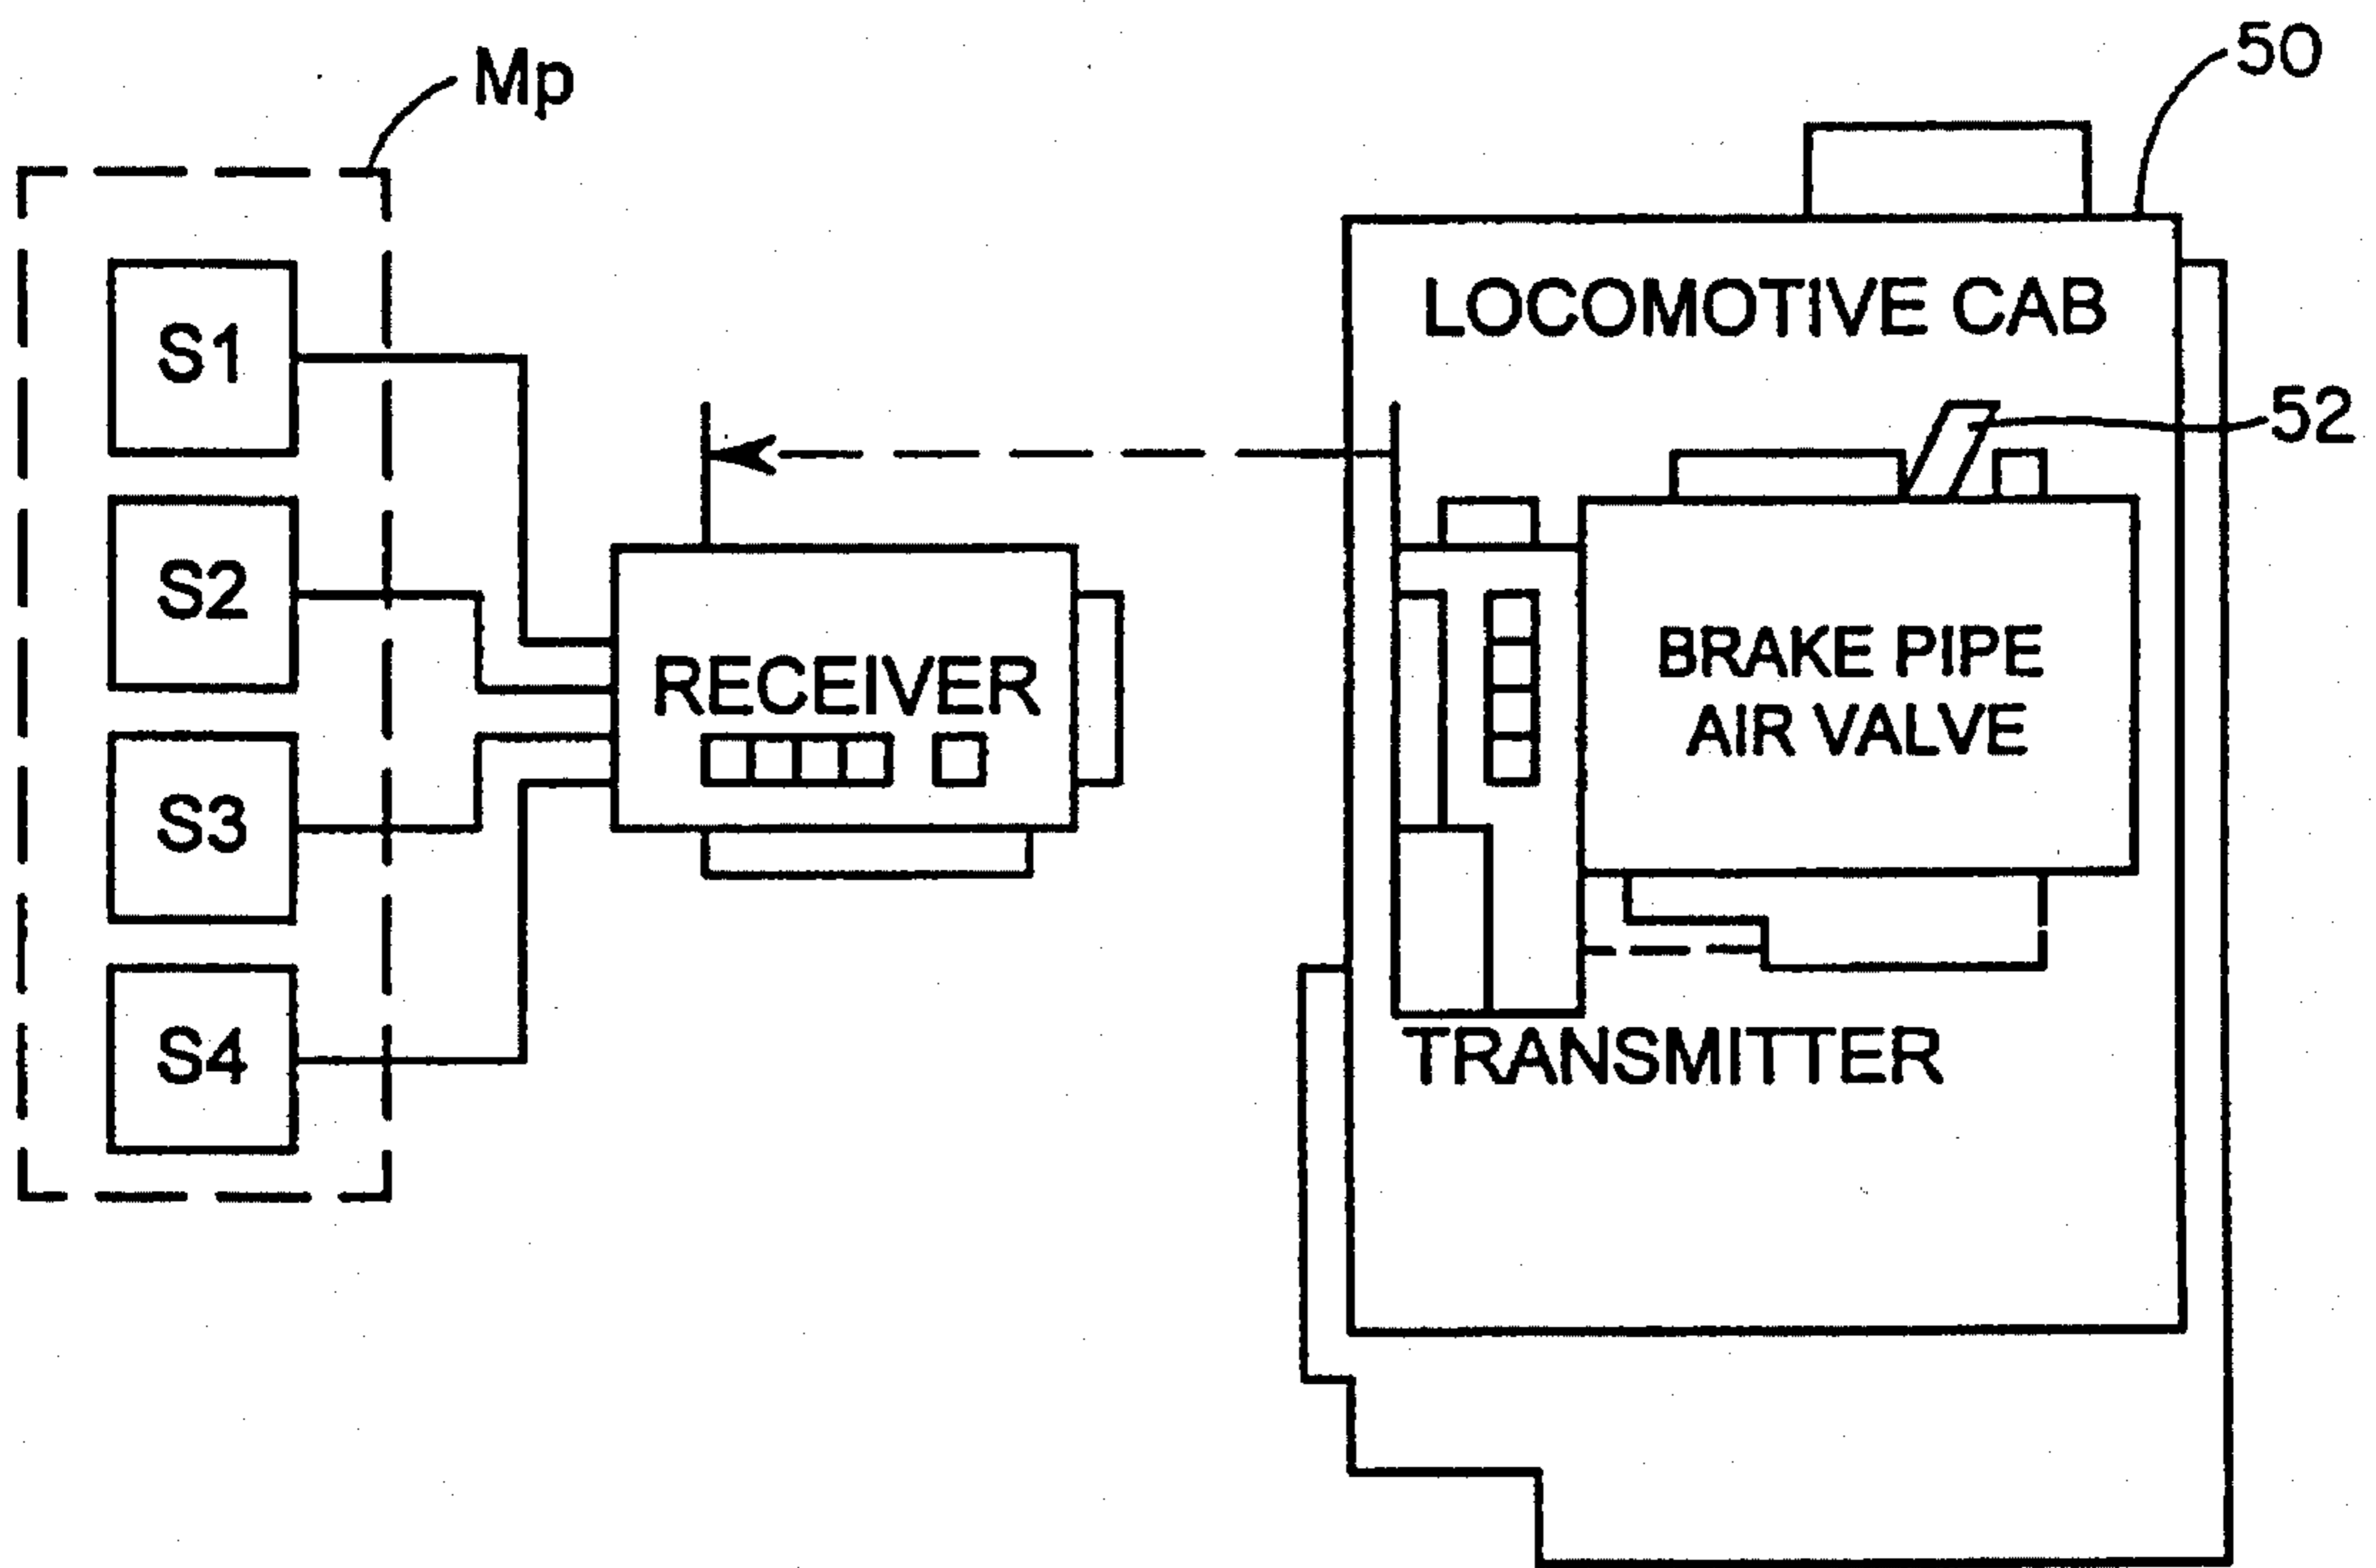 Mp
50
LOCOMOTIVE CAB
S1
52
S2
RECEIVER
BRAKE PIPE
AIR VALVE
S3
S4
TRANSMITTER